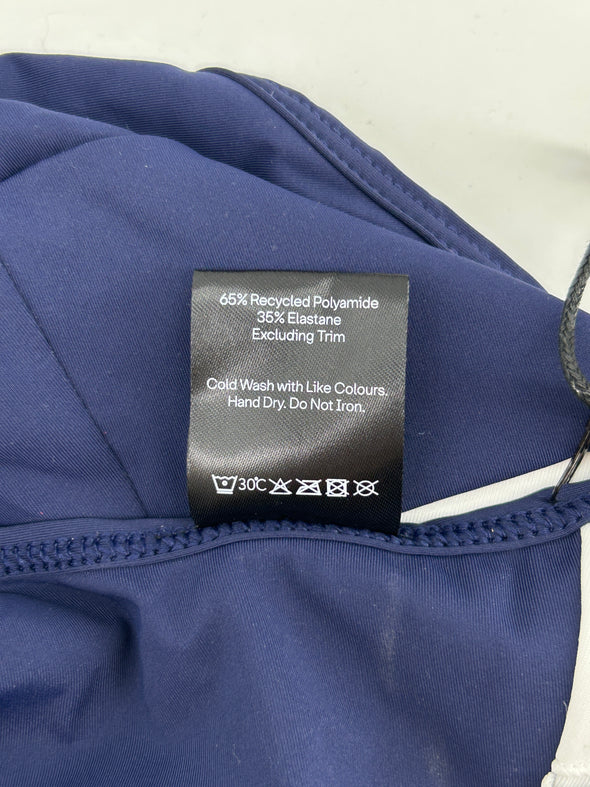 65% Recycled Polyamide
35% Elastane
Excluding Trim
Cold Wash with Like Colours.
Hand Dry. Do Not Iron.
30°C